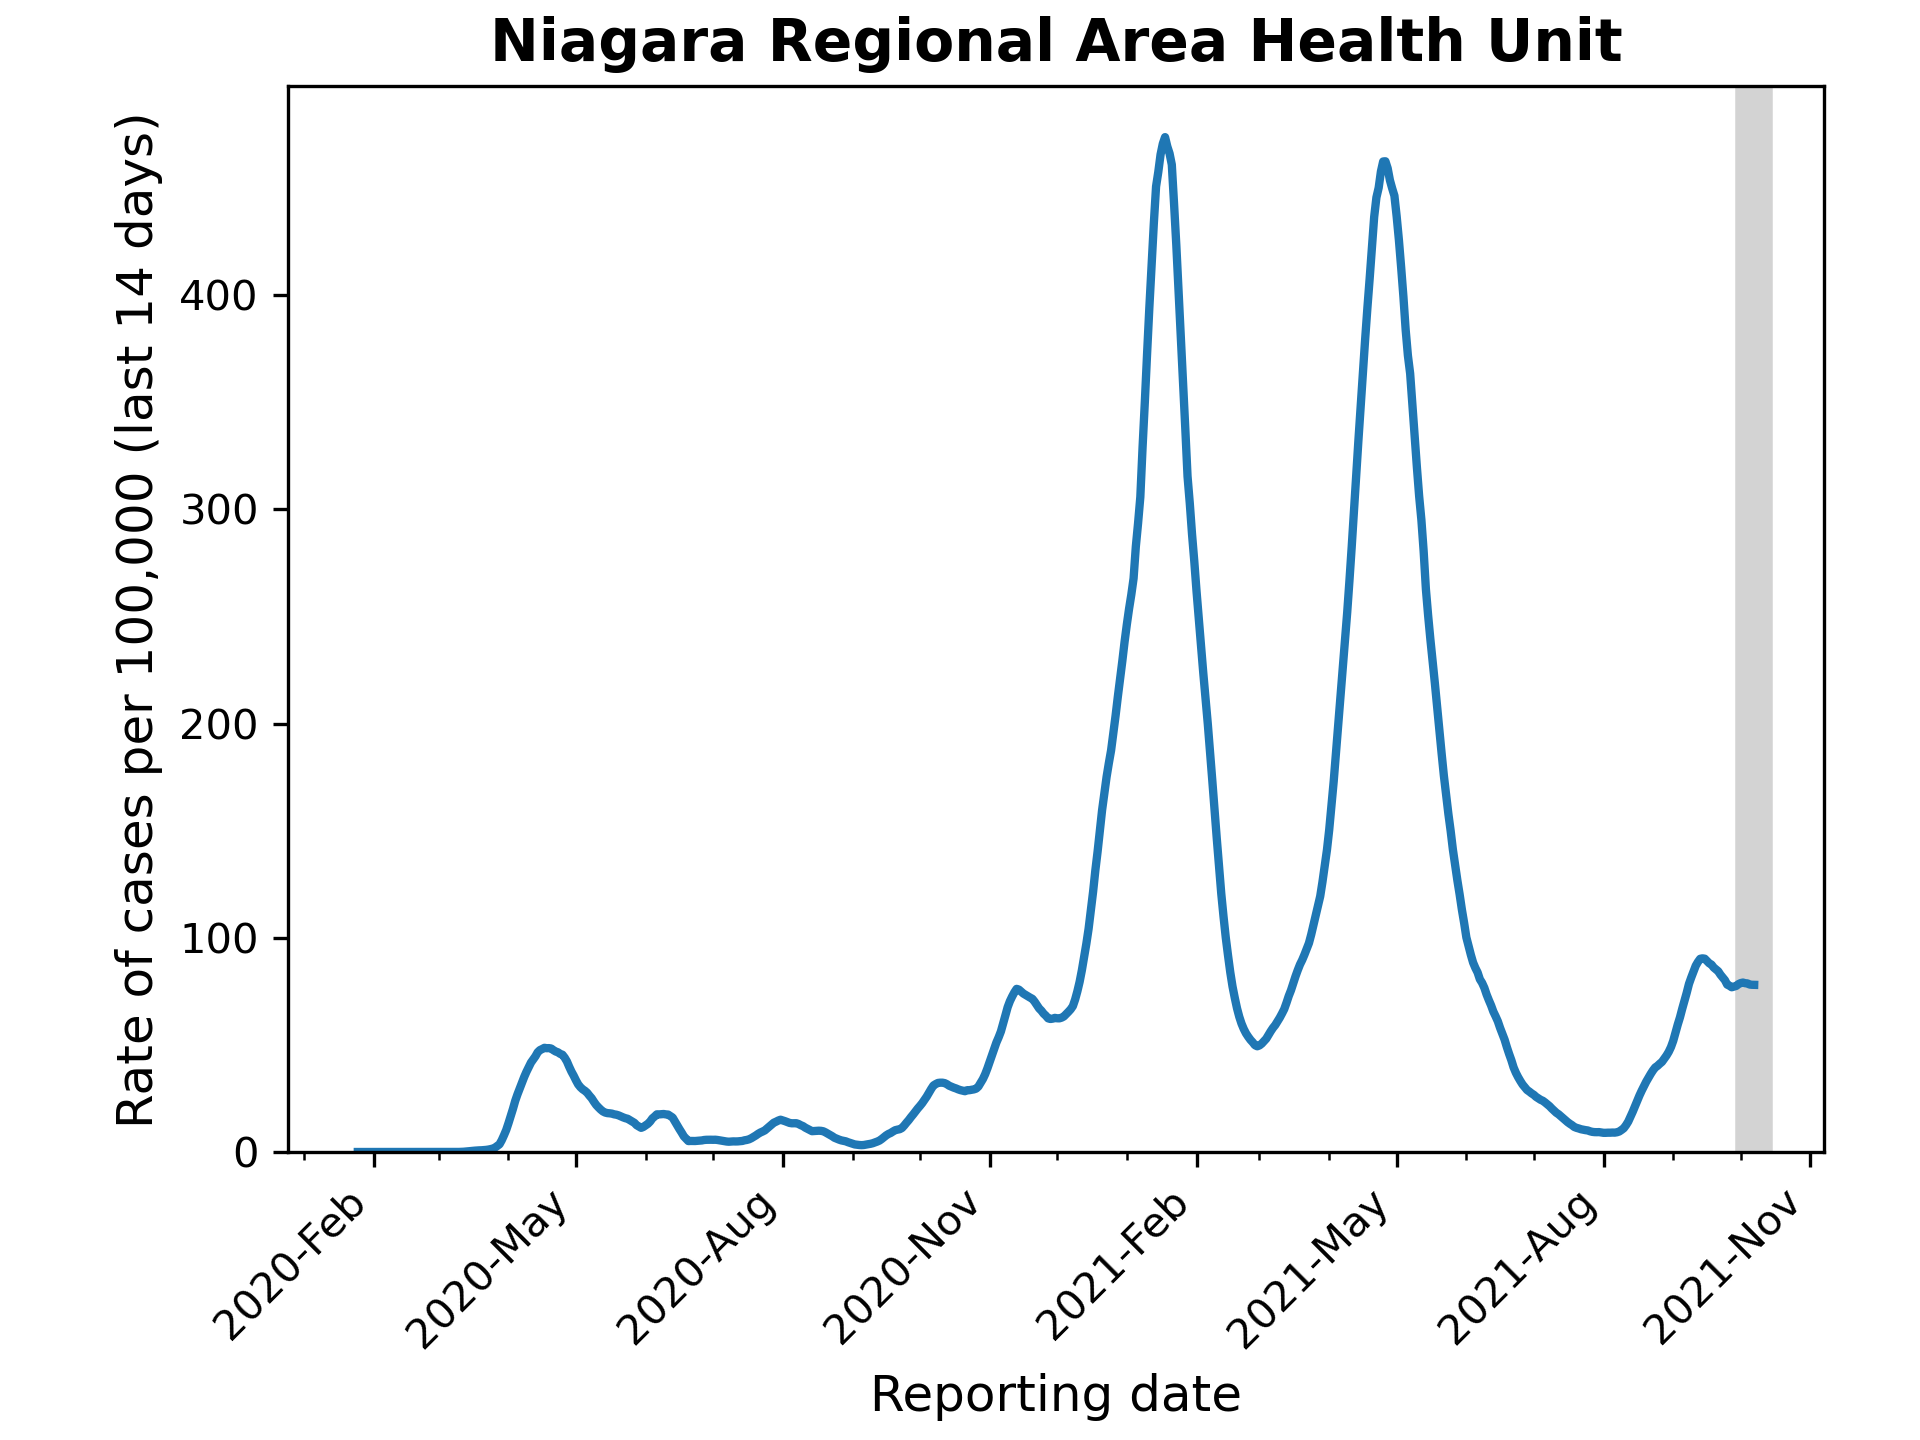 Niagara Regional Area Health Unit
Rate of cases per 100,000 (last 14 days)
400
300
200
100
0
2020-Feb
2020-May
2020-Aug
2020-Nov
2021-Feb
2021-May
2021-Aug
2021-Nov
Reporting date